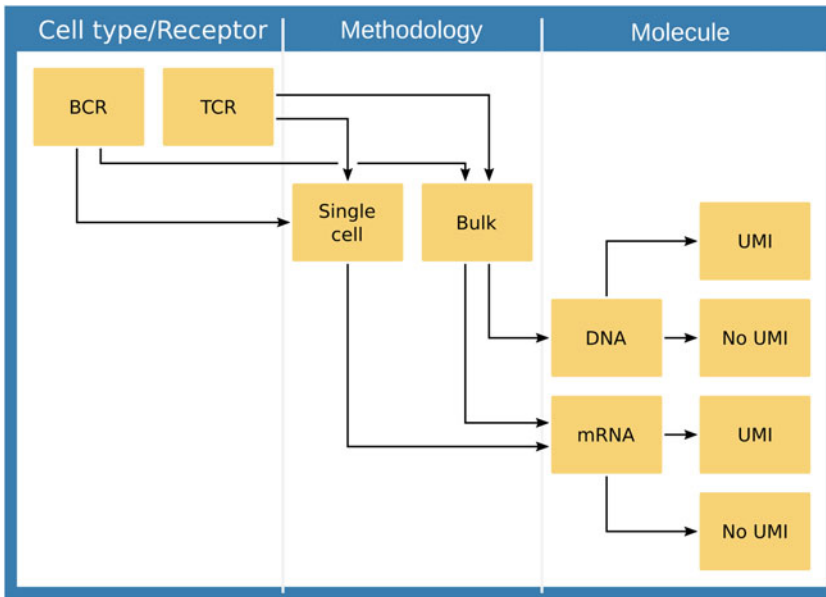 Cell type/Receptor
Methodology
Molecule
BCR
TCR
Single
cell
Bulk
UMI
DNA
No UMI
mRNA
UMI
No UMI